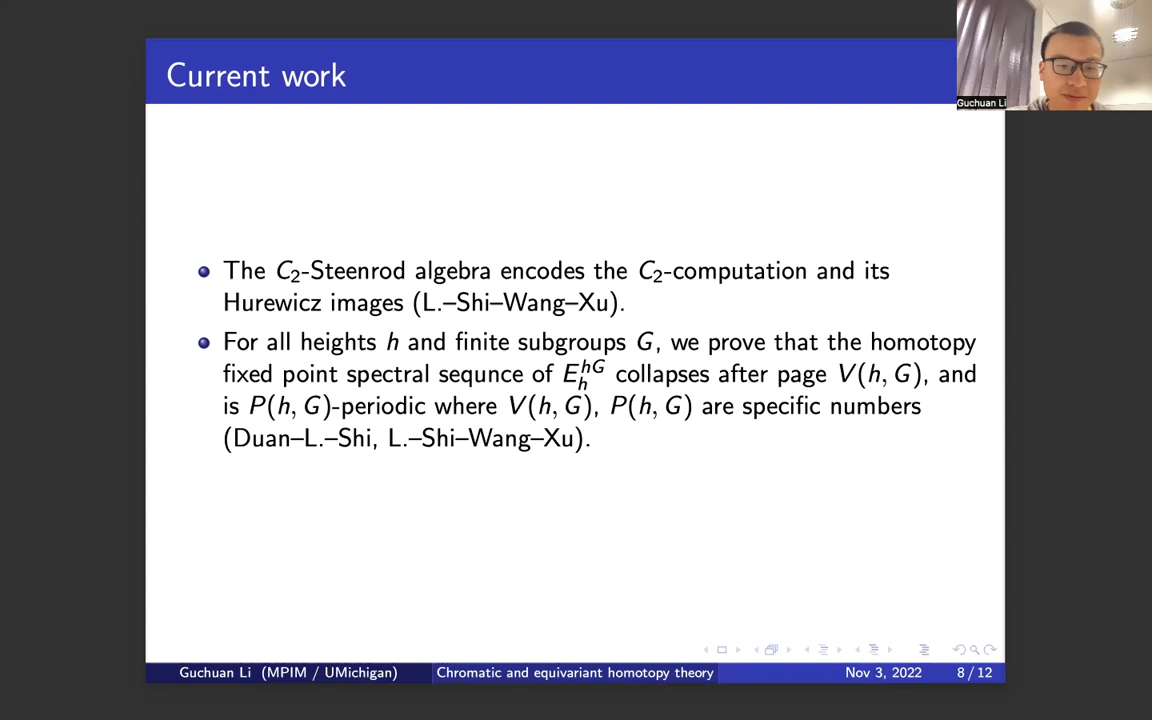 Current work
Guchuan Li
The C₂-Steenrod algebra encodes the C₂-computation and its
Hurewicz images (L.–Shi–Wang–Xu).
For all heights h and finite subgroups G, we prove that the homotopy
fixed point spectral sequnce of E_h^{hG} collapses after page V(h, G), and
is P(h, G)-periodic where V(h, G), P(h, G) are specific numbers
(Duan–L.–Shi, L.–Shi–Wang–Xu).
Guchuan Li (MPIM / UMichigan) Chromatic and equivariant homotopy theory Nov 3, 2022 8 / 12